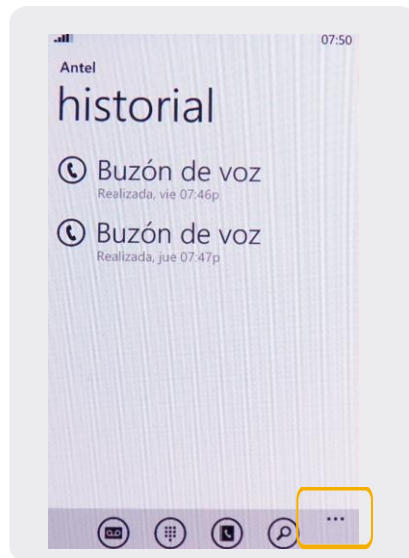 07:50
Antel
historial
Buzón de voz
Realizada, vie 07:46p
Buzón de voz
Realizada, jue 07:47p
...